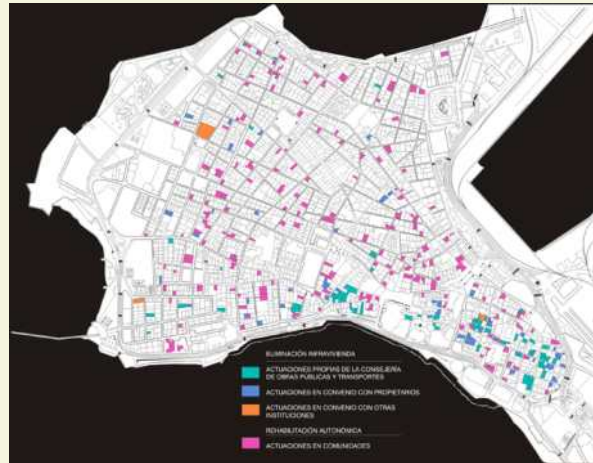 ELIMINACIÓN INFRAVIVIENDA
ACTUACIONES PROPIAS DE LA CONSEJERÍA
DE OBRAS PÚBLICAS Y TRANSPORTES
ACTUACIONES EN CONVENIO CON PROPIETARIOS
ACTUACIONES EN CONVENIO CON OTRAS
INSTITUCIONES
REHABILITACIÓN AUTONÓMICA
ACTUACIONES EN COMUNIDADES